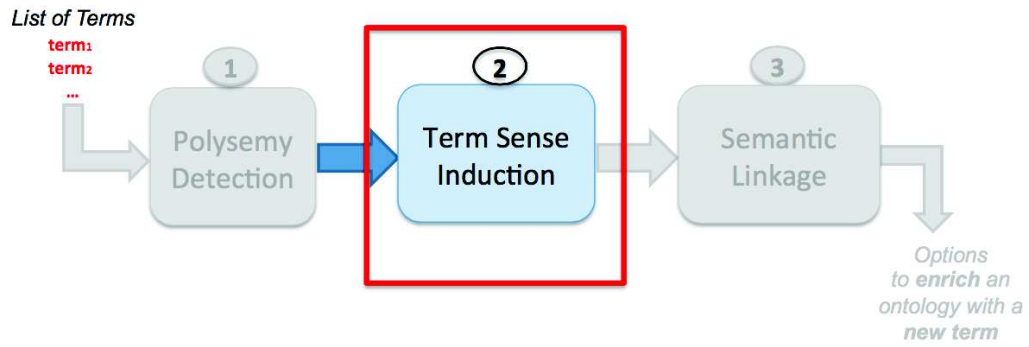 List of Terms
term1
term2
...
1
Polysemy
Detection
2
Term Sense
Induction
3
Semantic
Linkage
Options
to enrich an
ontology with a
new term